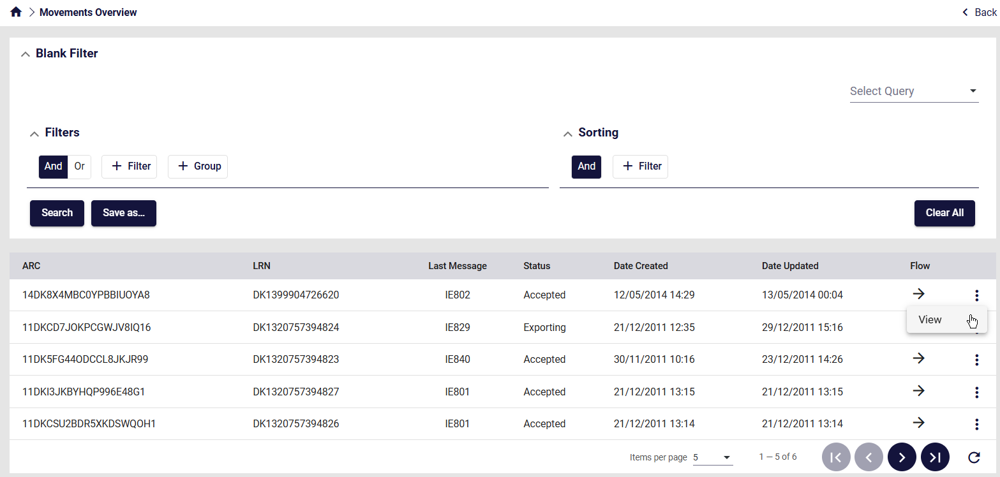 Movements Overview
Back
Blank Filter
Select Query
Filters
Sorting
And Or + Filter + Group
And + Filter
Search Save as...
Clear All
ARC LRN Last Message Status Date Created Date Updated Flow
14DK8X4MBC0YPBBIUOYA8 DK1399904726620 IE802 Accepted 12/05/2014 14:29 13/05/2014 00:04
View
11DKCD7JOKPCGWJV8IQ16 DK1320757394824 IE829 Exporting 21/12/2011 12:35 29/12/2011 15:16
11DK5FG44ODCCL8JKJR99 DK1320757394823 IE840 Accepted 30/11/2011 10:16 23/12/2011 14:26
11DKI3JKBYHQP996E48G1 DK1320757394827 IE801 Accepted 21/12/2011 13:15 21/12/2011 13:15
11DKCSU2BDR5XKDSWQOH1 DK1320757394826 IE801 Accepted 21/12/2011 13:14 21/12/2011 13:14
Items per page 5 1 – 5 of 6